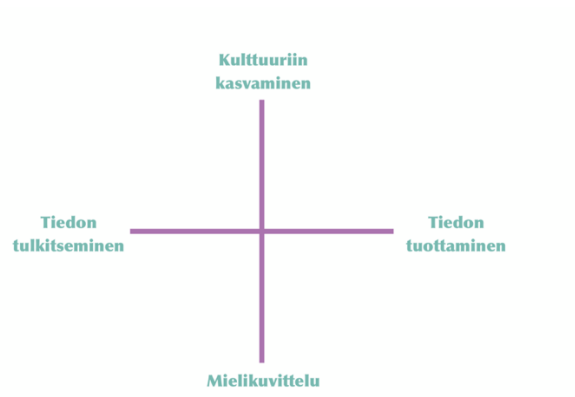 Kulttuuriin
kasvaminen
Tiedon
tulkitseminen
Tiedon
tuottaminen
Mielikuvittelu